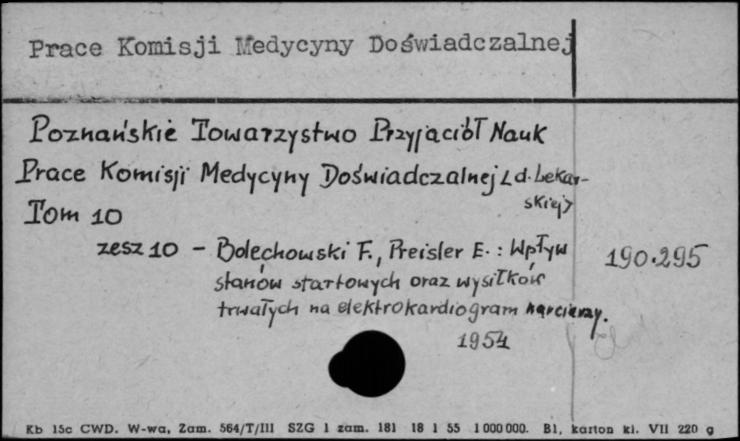 Prace Komisji Medycyny Doświadczalnej
Poznańskie Towarzystwo Przyjaciół Nauk
Prace Komisji Medycyny Doświadczalnej <d. Lekar-
skiej>
Tom 10
zesz 10 - Bolechowski F., Preisler E. : Wpływ
stanów startowych oraz wysiłków
trwałych na elektrokardiogram narciarzy.
1954
190.295
Kb 15c CWD. W-wa, Zam. 564/T/III SZG 1 zam. 181 18 1 55 1 000 000. Bl, karton kl. VII 220 g